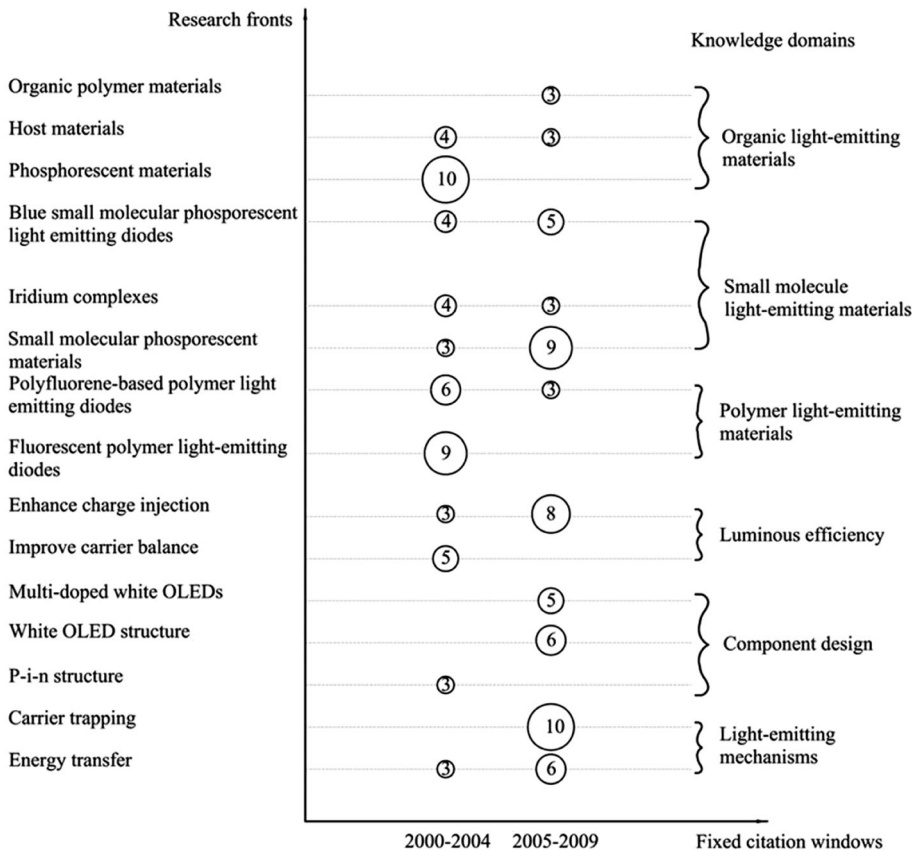 Research fronts
Knowledge domains
Organic polymer materials
3
Host materials
4
3
Organic light-emitting
materials
Phosphorescent materials
10
Blue small molecular phosporescent
light emitting diodes
4
5
Small molecule
light-emitting materials
Iridium complexes
4
3
Small molecular phosporescent
materials
3
9
Polyfluorene-based polymer light
emitting diodes
6
3
Polymer light-emitting
materials
Fluorescent polymer light-emitting
diodes
9
Enhance charge injection
3
8
Luminous efficiency
Improve carrier balance
5
Multi-doped white OLEDs
5
White OLED structure
6
Component design
P-i-n structure
3
Carrier trapping
10
Light-emitting
mechanisms
Energy transfer
3
6
2000-2004
2005-2009
Fixed citation windows